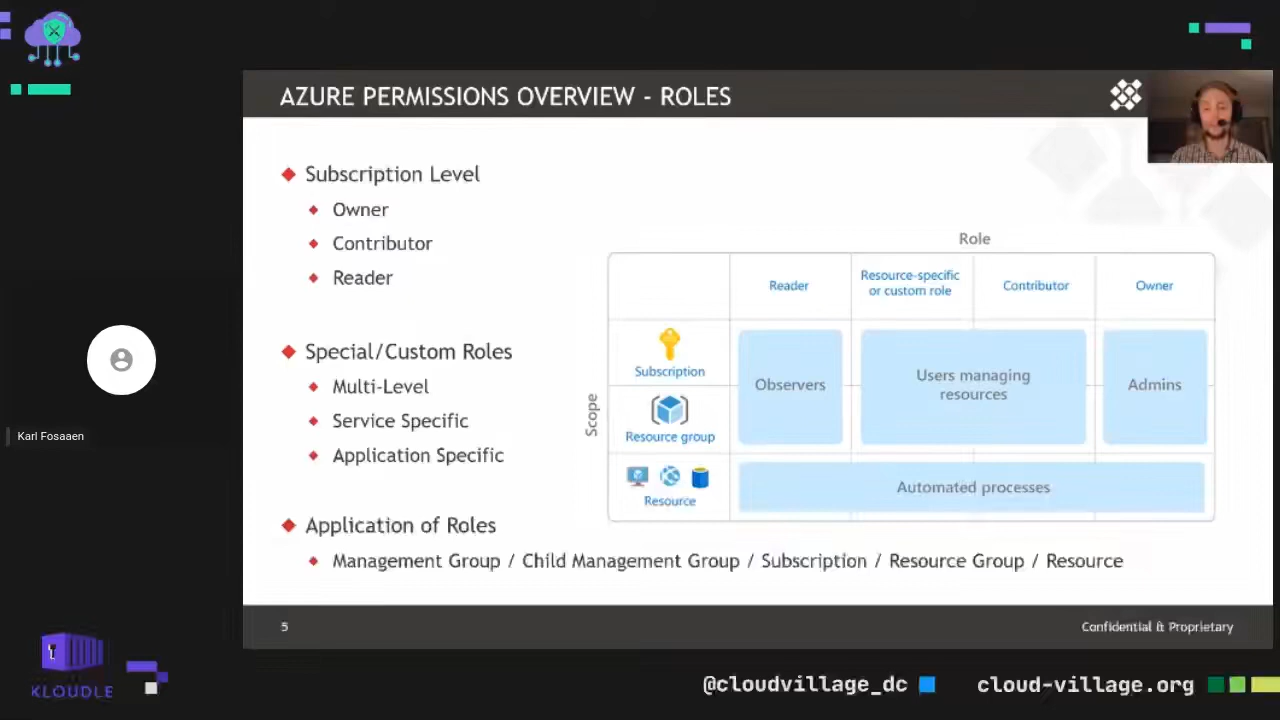 AZURE PERMISSIONS OVERVIEW - ROLES
Subscription Level
Owner
Contributor
Reader
Special/Custom Roles
Multi-Level
Service Specific
Application Specific
Application of Roles
Management Group / Child Management Group / Subscription / Resource Group / Resource
Role
Reader
Resource-specific
or custom role
Contributor
Owner
Scope
Subscription
Resource group
Resource
Observers
Users managing
resources
Admins
Automated processes
5
Confidential & Proprietary
Karl Fosaaen
KLOUDLE
@cloudvillage_dc
cloud-village.org